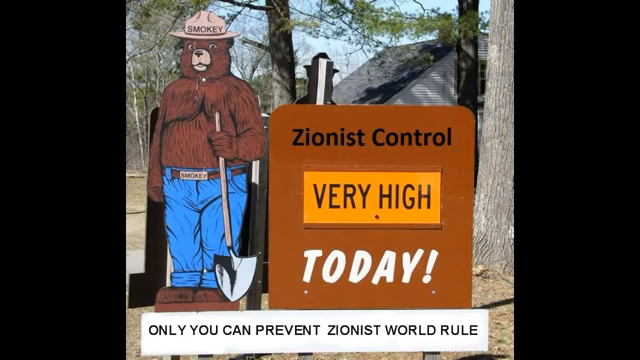 SMOKEY
Zionist Control
VERY HIGH
SMOKEY
TODAY!
ONLY YOU CAN PREVENT ZIONIST WORLD RULE